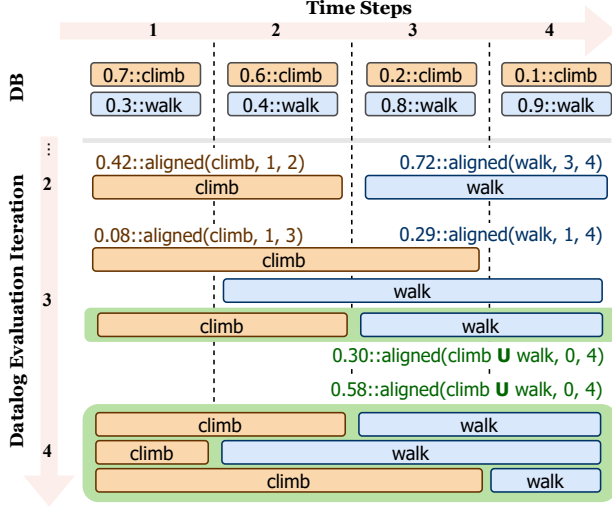 Time Steps
1 2 3 4
DB
0.7::climb 0.6::climb 0.2::climb 0.1::climb
0.3::walk 0.4::walk 0.8::walk 0.9::walk
Datalog Evaluation Iteration
...
0.42::aligned(climb, 1, 2) 0.72::aligned(walk, 3, 4)
2 climb walk
0.08::aligned(climb, 1, 3) 0.29::aligned(walk, 1, 4)
climb
3 walk
climb walk
0.30::aligned(climb U walk, 0, 4)
0.58::aligned(climb U walk, 0, 4)
climb walk
4 climb walk
climb walk